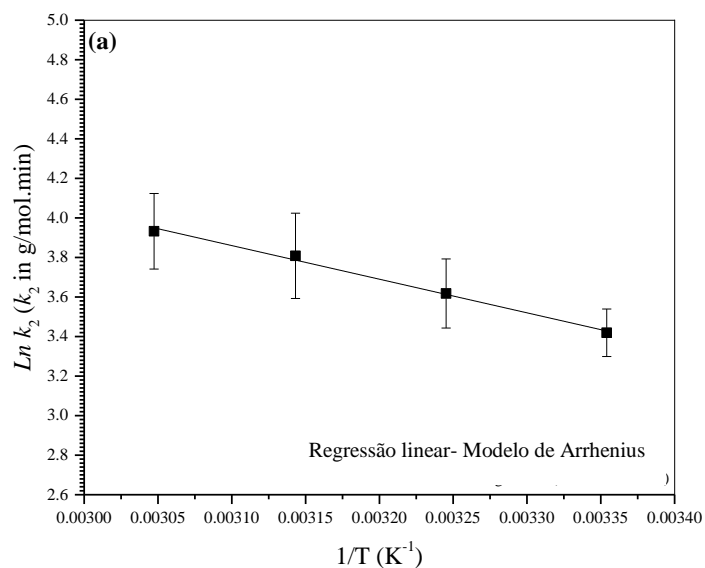 (a)
5.0
4.8
4.6
4.4
4.2
4.0
3.8
3.6
3.4
3.2
3.0
2.8
2.6
Ln k₂ (k₂ in g/mol.min)
Regressão linear- Modelo de Arrhenius
0.00300 0.00305 0.00310 0.00315 0.00320 0.00325 0.00330 0.00335 0.00340
1/T (K⁻¹)